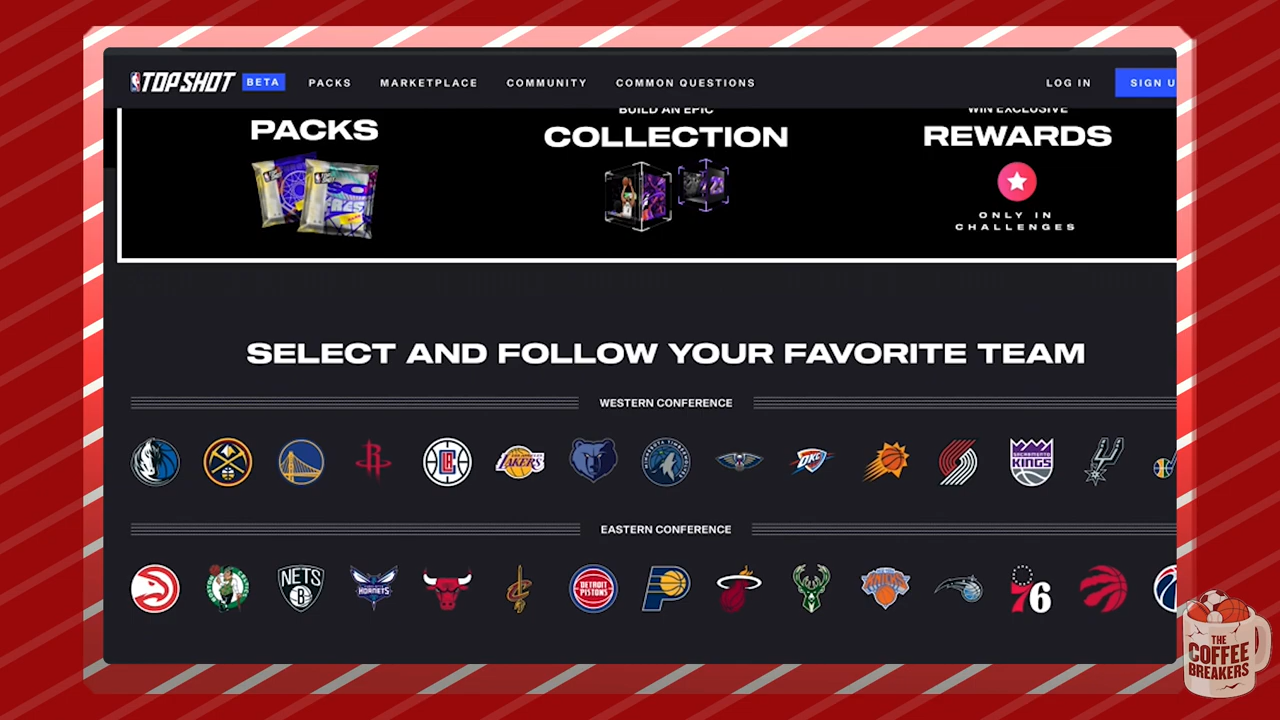 TOP SHOT BETA PACKS MARKETPLACE COMMUNITY COMMON QUESTIONS LOG IN SIGN U
BUILD AN EPIC WIN EXCLUSIVE
PACKS COLLECTION REWARDS
ONLY IN
CHALLENGES
SELECT AND FOLLOW YOUR FAVORITE TEAM
WESTERN CONFERENCE
LAKERS
OKC
SACRAMENTO
KINGS
EASTERN CONFERENCE
NETS
B
HORNETS
DETROIT
PISTONS
KNICKS
76
THE
COFFEE
BREAKERS